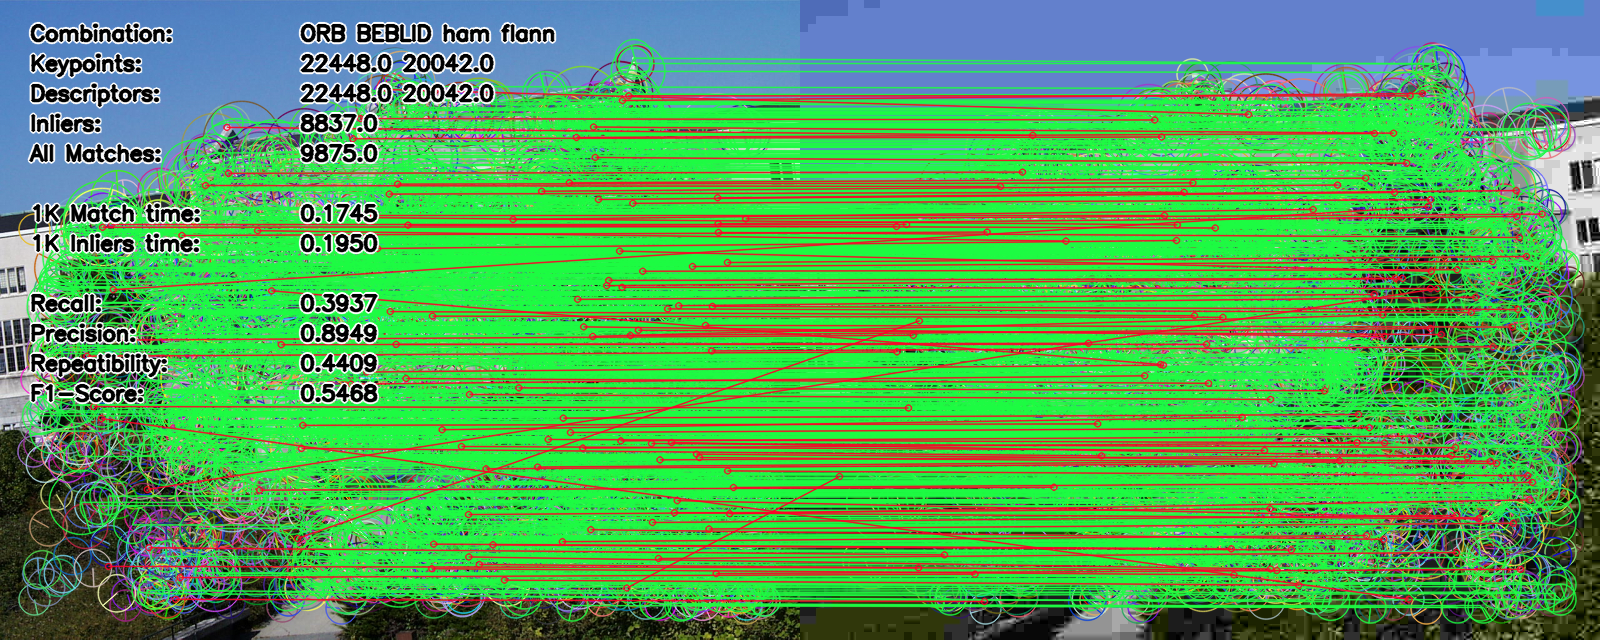 Combination: ORB BEBLID ham flann
Keypoints: 22448.0 20042.0
Descriptors: 22448.0 20042.0
Inliers: 8837.0
All Matches: 9875.0
1K Match time: 0.1745
1K Inliers time: 0.1950
Recall: 0.3937
Precision: 0.8949
Repeatibility: 0.4409
F1-Score: 0.5468